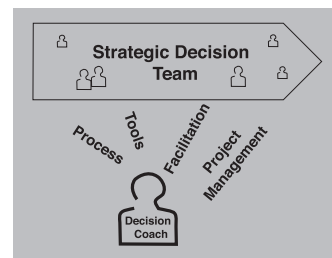 Strategic Decision
Team
Process
Tools
Facilitation
Project
Management
Decision
Coach